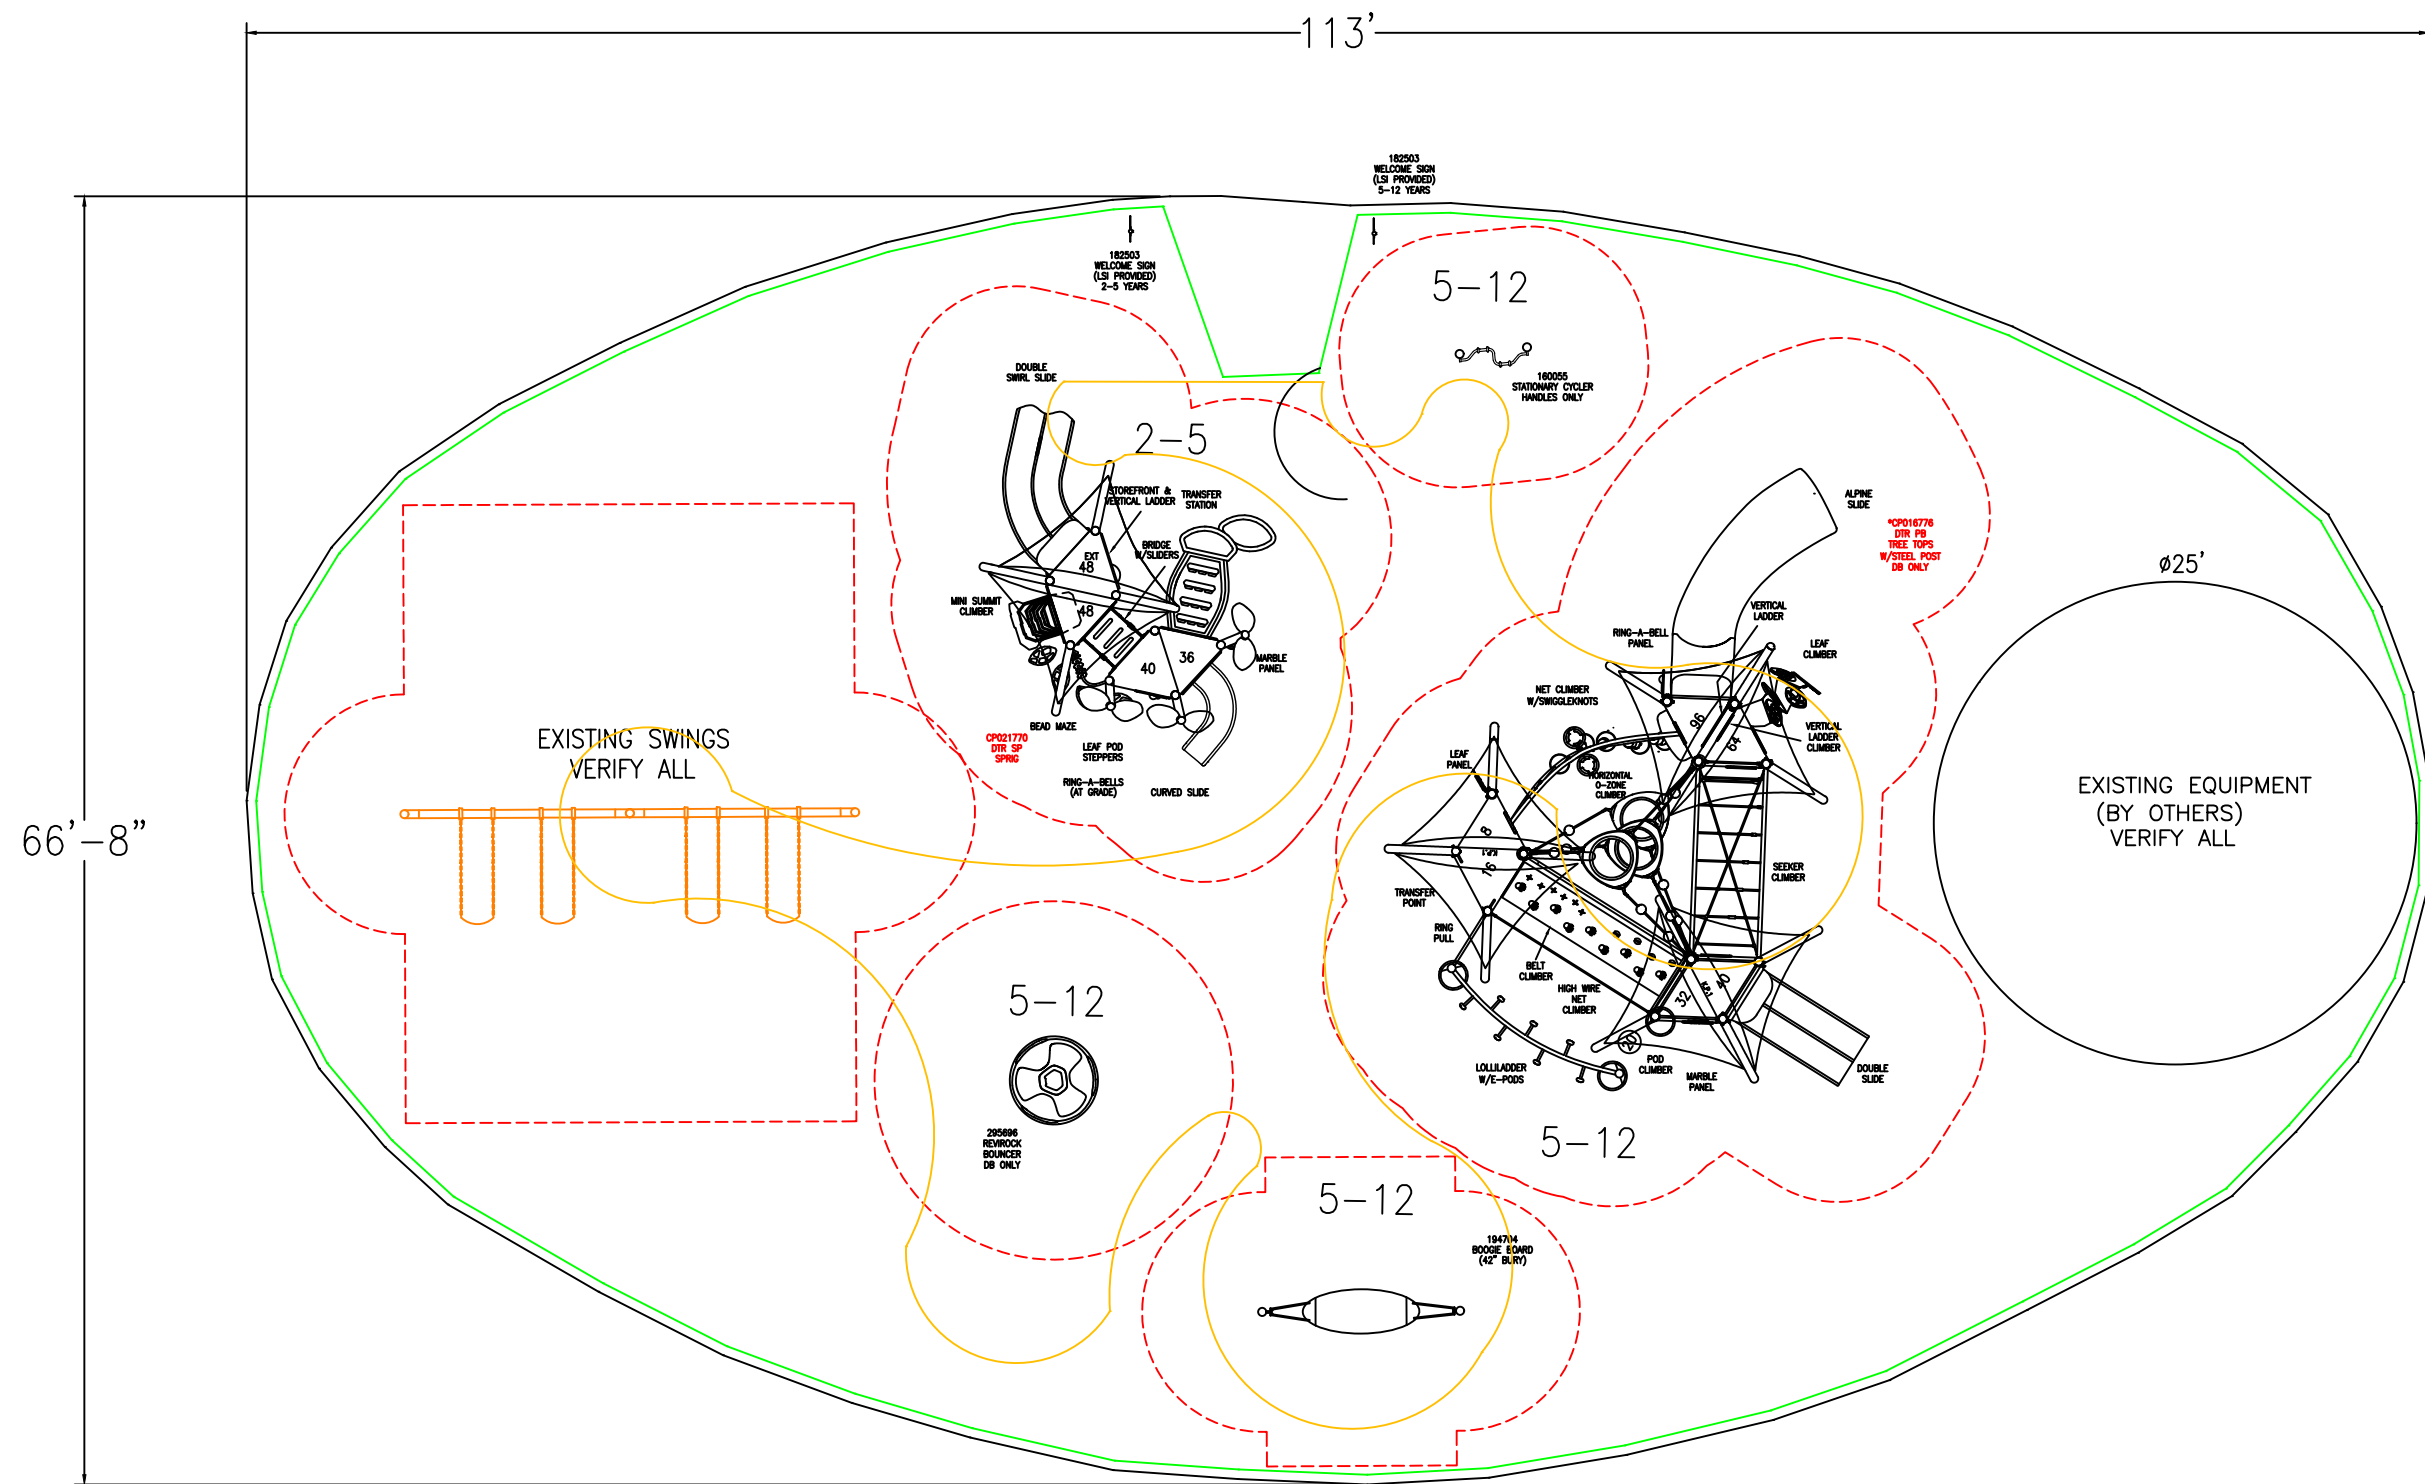 113'
66'-8"
182503
WELCOME SIGN
(LSI PROVIDED)
5-12 YEARS
182503
WELCOME SIGN
(LSI PROVIDED)
2-5 YEARS
5-12
160055
STATIONARY CYCLER
HANDLES ONLY
DOUBLE
SWIRL SLIDE
2-5
STOREFRONT &
VERTICAL LADDER
TRANSFER
STATION
BRIDGE
W/SLIDERS
EXT
48
48
MINI SUMMIT
CLIMBER
40
36
MARBLE
PANEL
BEAD MAZE
CP021770
DTR SP
SPRIG
LEAF POD
STEPPERS
RING-A-BELLS
(AT GRADE)
CURVED SLIDE
ALPINE
SLIDE
*CP016776
DTR PB
TREE TOPS
W/STEEL POST
DB ONLY
Ø25'
VERTICAL
LADDER
RING-A-BELL
PANEL
LEAF
CLIMBER
NET CLIMBER
W/SWIGGLEKNOTS
96
64
VERTICAL
LADDER
CLIMBER
LEAF
PANEL
HORIZONTAL
O-ZONE
CLIMBER
EXISTING SWINGS
VERIFY ALL
EXISTING EQUIPMENT
(BY OTHERS)
VERIFY ALL
8
KP.1
16
SEEKER
CLIMBER
TRANSFER
POINT
RING
PULL
BELT
CLIMBER
HIGH WIRE
NET
CLIMBER
32
KP.1
40
20
POD
CLIMBER
LOLLILADDER
W/E-PODS
MARBLE
PANEL
DOUBLE
SLIDE
5-12
5-12
295696
REVIROCK
BOUNCER
DB ONLY
5-12
194704
BOOGIE BOARD
(42" BURY)